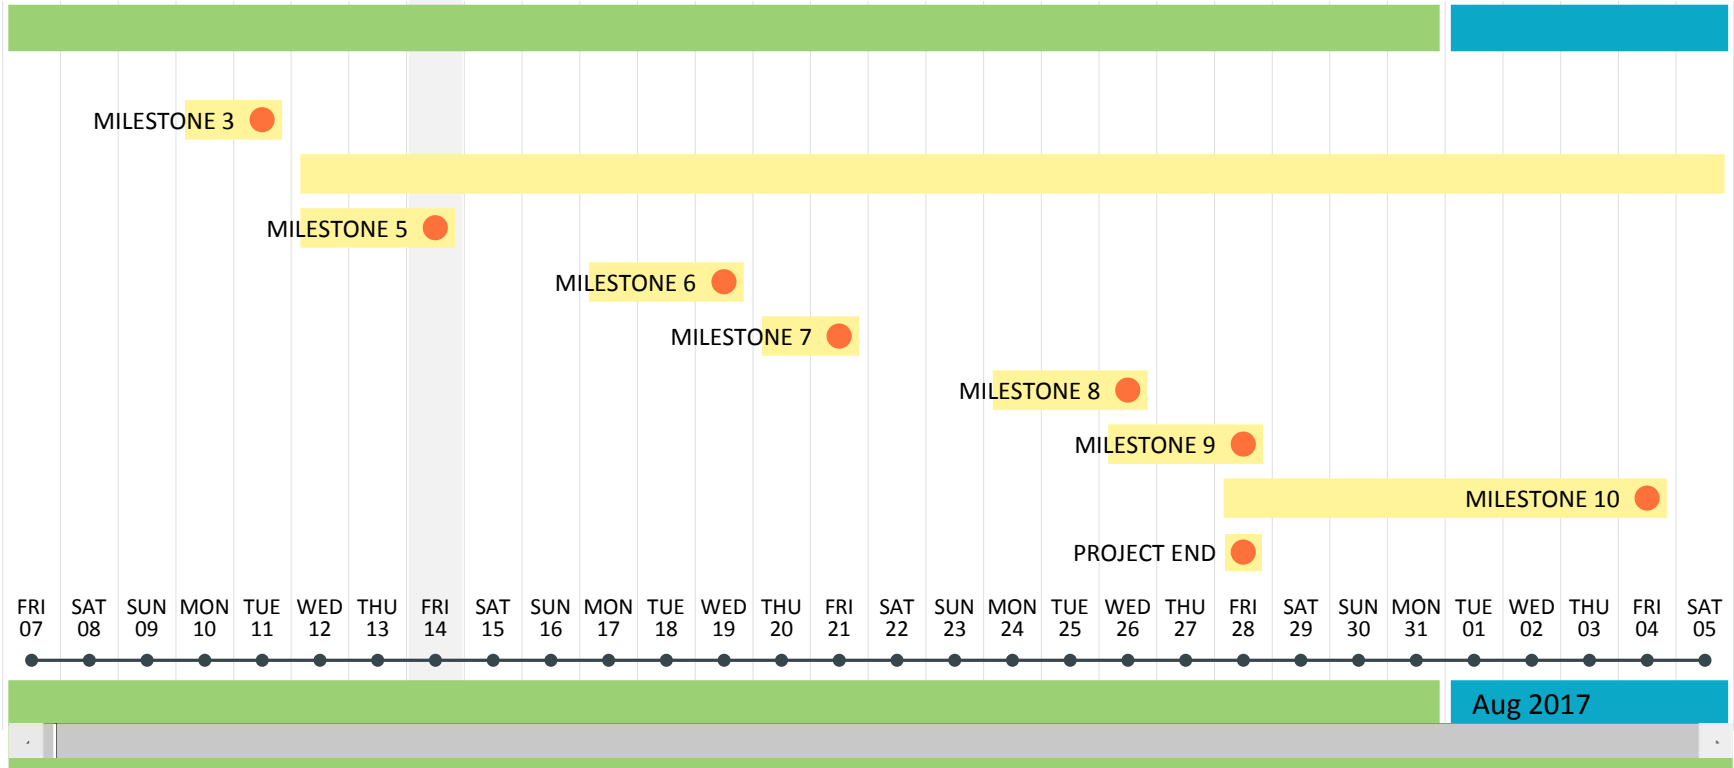 MILESTONE 3
MILESTONE 5
MILESTONE 6
MILESTONE 7
MILESTONE 8
MILESTONE 9
MILESTONE 10
PROJECT END
FRI SAT SUN MON TUE WED THU FRI SAT SUN MON TUE WED THU FRI SAT SUN MON TUE WED THU FRI SAT SUN MON TUE WED THU FRI SAT
07 08 09 10 11 12 13 14 15 16 17 18 19 20 21 22 23 24 25 26 27 28 29 30 31 01 02 03 04 05
Aug 2017